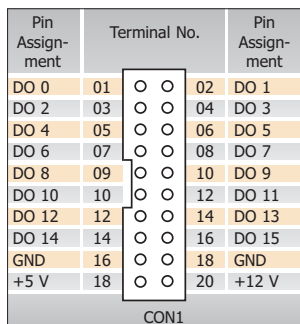 Pin Assign- ment Terminal No. Pin Assign- ment
DO 0 01 02 DO 1
DO 2 03 04 DO 3
DO 4 05 06 DO 5
DO 6 07 08 DO 7
DO 8 09 10 DO 9
DO 10 10 12 DO 11
DO 12 12 14 DO 13
DO 14 14 16 DO 15
GND 16 18 GND
+5 V 18 20 +12 V
CON1